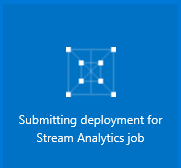 Submitting deployment for
Stream Analytics job